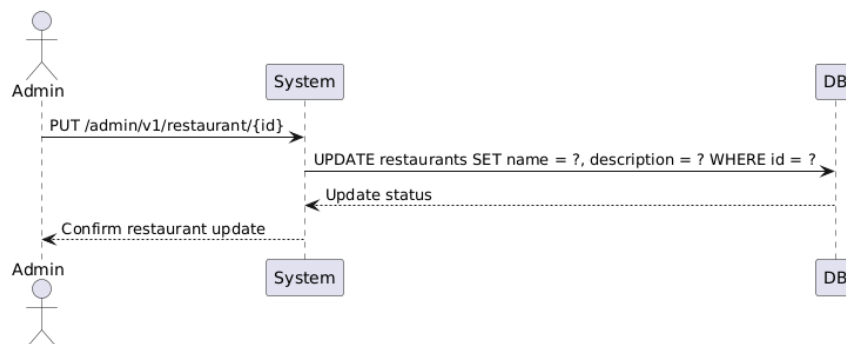 Admin
System
DB
PUT /admin/v1/restaurant/{id}
UPDATE restaurants SET name = ?, description = ? WHERE id = ?
Update status
Confirm restaurant update
Admin
System
DB